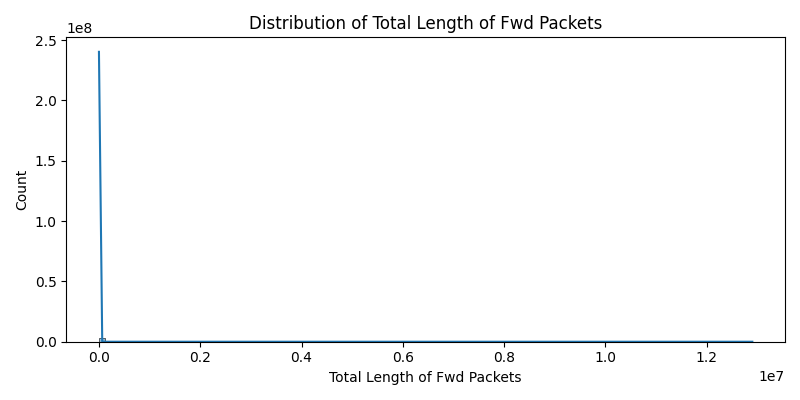 Distribution of Total Length of Fwd Packets
1e8
2.5
2.0
1.5
1.0
0.5
0.0
Count
0.0 0.2 0.4 0.6 0.8 1.0 1.2
1e7
Total Length of Fwd Packets